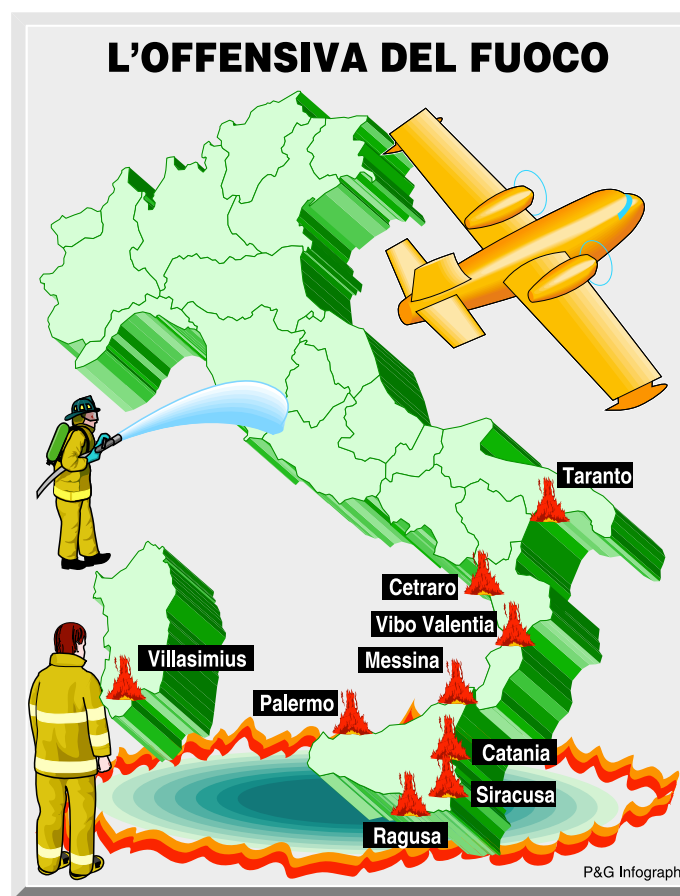 L'OFFENSIVA DEL FUOCO
Taranto
Cetraro
Vibo Valentia
Villasimius
Messina
Palermo
Catania
Siracusa
Ragusa
P&G Infograph